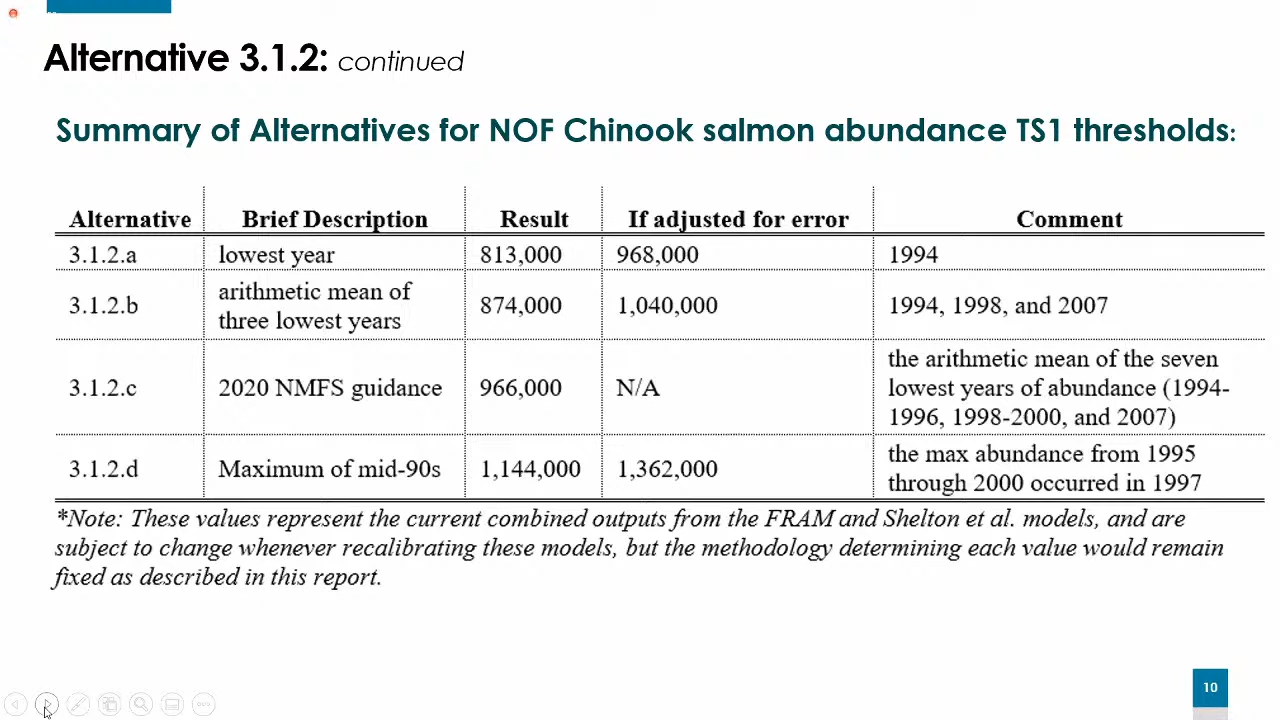 Alternative 3.1.2: continued
Summary of Alternatives for NOF Chinook salmon abundance TS1 thresholds:
Alternative Brief Description Result If adjusted for error Comment
3.1.2.a lowest year 813,000 968,000 1994
3.1.2.b arithmetic mean of three lowest years 874,000 1,040,000 1994, 1998, and 2007
3.1.2.c 2020 NMFS guidance 966,000 N/A the arithmetic mean of the seven lowest years of abundance (1994-1996, 1998-2000, and 2007)
3.1.2.d Maximum of mid-90s 1,144,000 1,362,000 the max abundance from 1995 through 2000 occurred in 1997
*Note: These values represent the current combined outputs from the FRAM and Shelton et al. models, and are
subject to change whenever recalibrating these models, but the methodology determining each value would remain
fixed as described in this report.
10